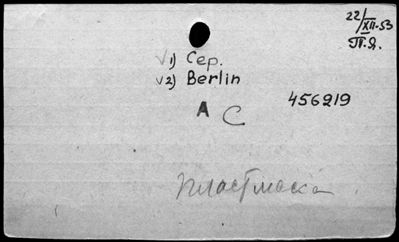 22/XII-53
П.Я.
√1) Сер.
√2) Berlin
456219
A C
пластмасса